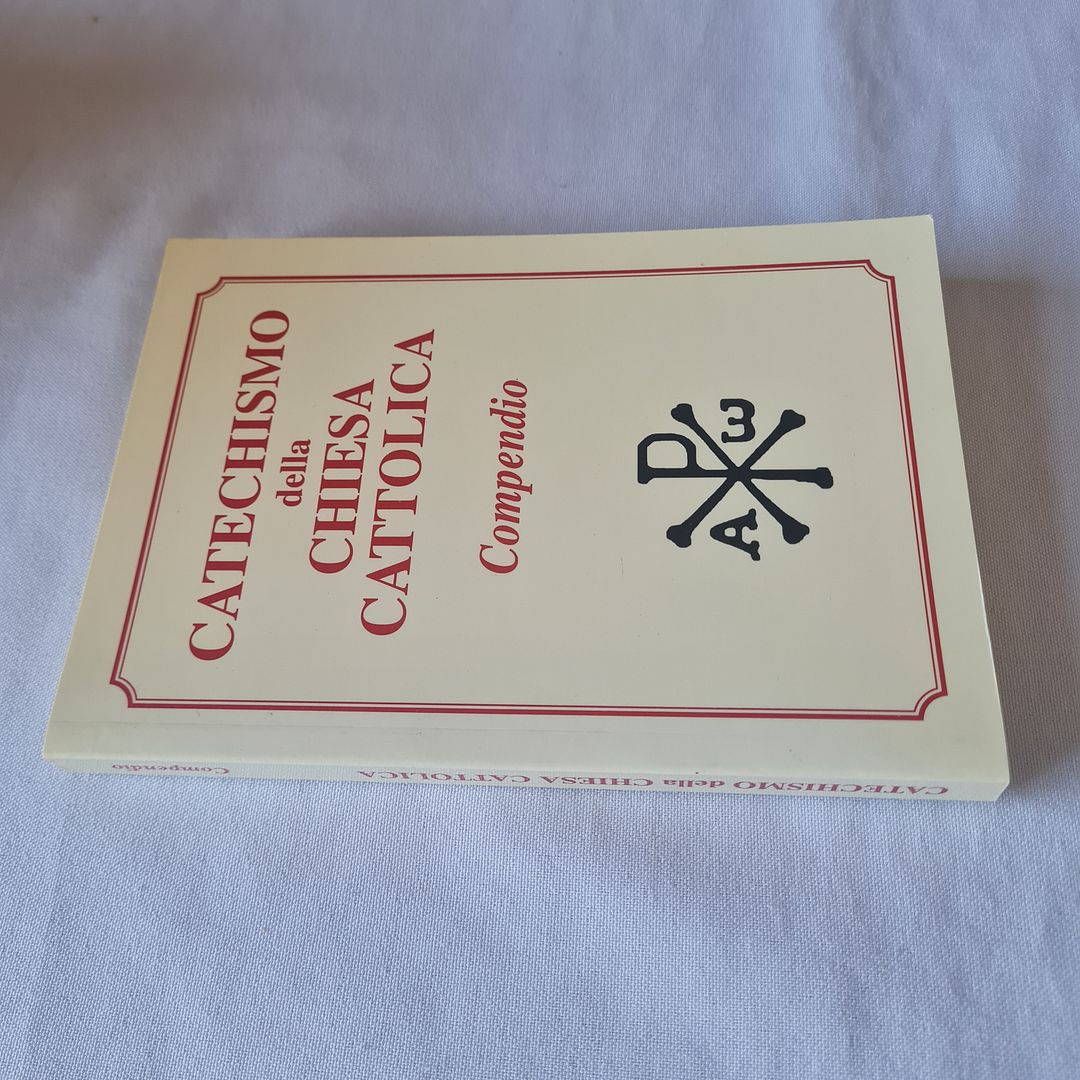 CATECHISMO
della
CHIESA
CATTOLICA
Compendio
A ω
CATECHISMO della CHIESA CATTOLICA Compendio